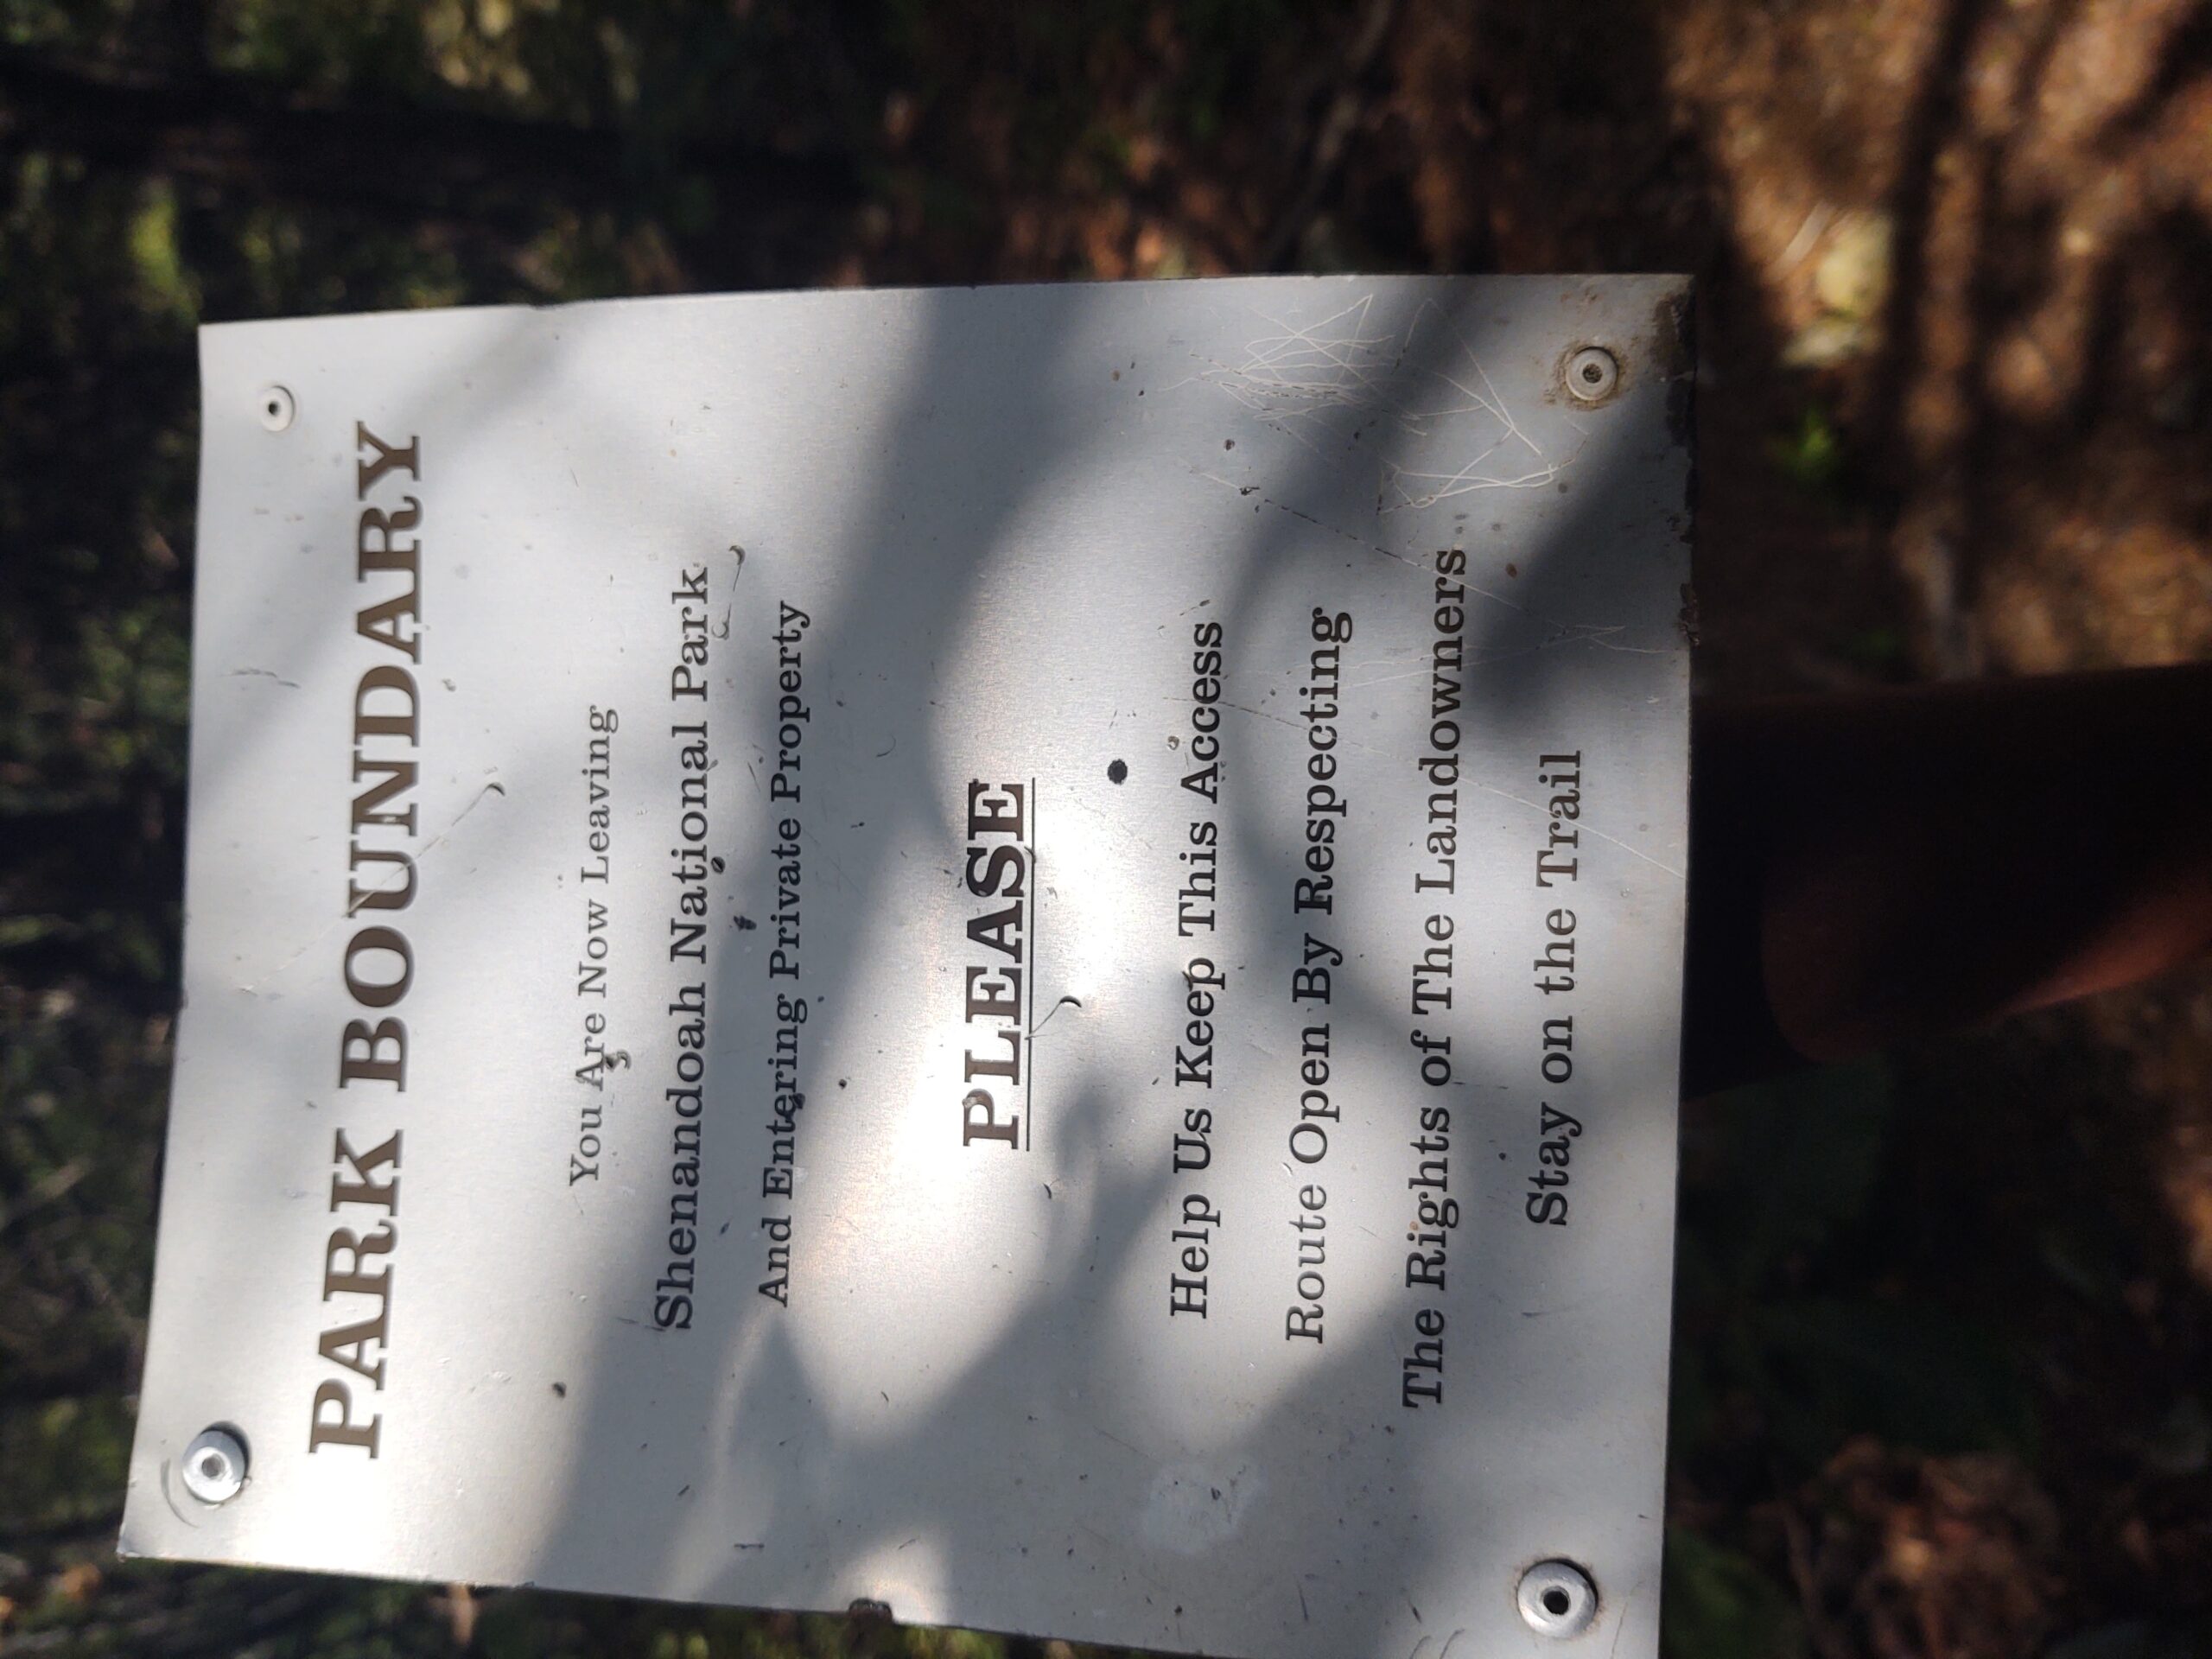 PARK BOUNDARY
You Are Now Leaving
Shenandoah National Park
And Entering Private Property
PLEASE
Help Us Keep This Access
Route Open By Respecting
The Rights of The Landowners
Stay on the Trail